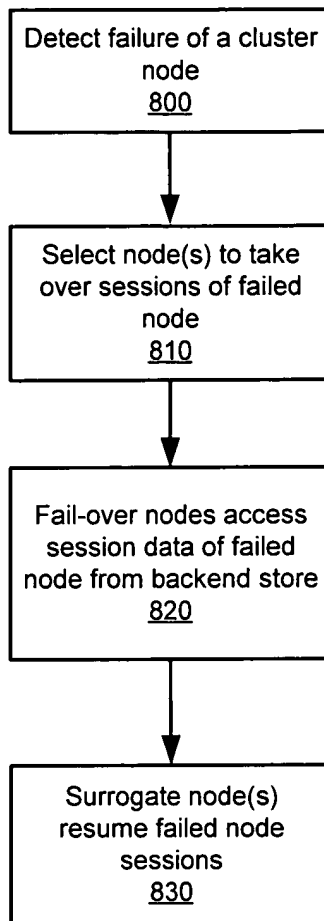 Detect failure of a cluster
node
800
Select node(s) to take
over sessions of failed
node
810
Fail-over nodes access
session data of failed
node from backend store
820
Surrogate node(s)
resume failed node
sessions
830